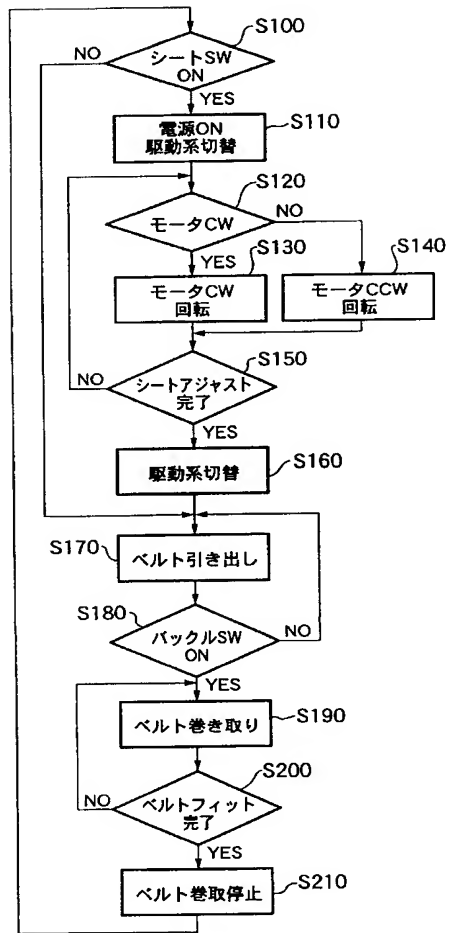 S100
シートSW
ON
NO
YES
S110
電源ON
駆動系切替
S120
モータCW
NO
YES
S130
モータCW
回転
S140
モータCCW
回転
S150
シートアジャスト
完了
NO
YES
S160
駆動系切替
S170
ベルト引き出し
S180
バックルSW
ON
NO
YES
S190
ベルト巻き取り
S200
ベルトフィット
完了
NO
YES
S210
ベルト巻取停止